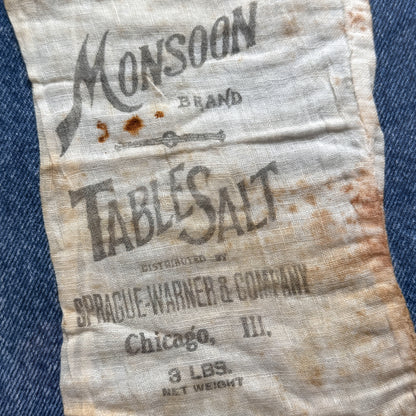 MONSOON
BRAND
TABLE SALT
DISTRIBUTED BY
SPRAGUE-WARNER & COMPANY
Chicago, Ill.
3 LBS.
NET WEIGHT